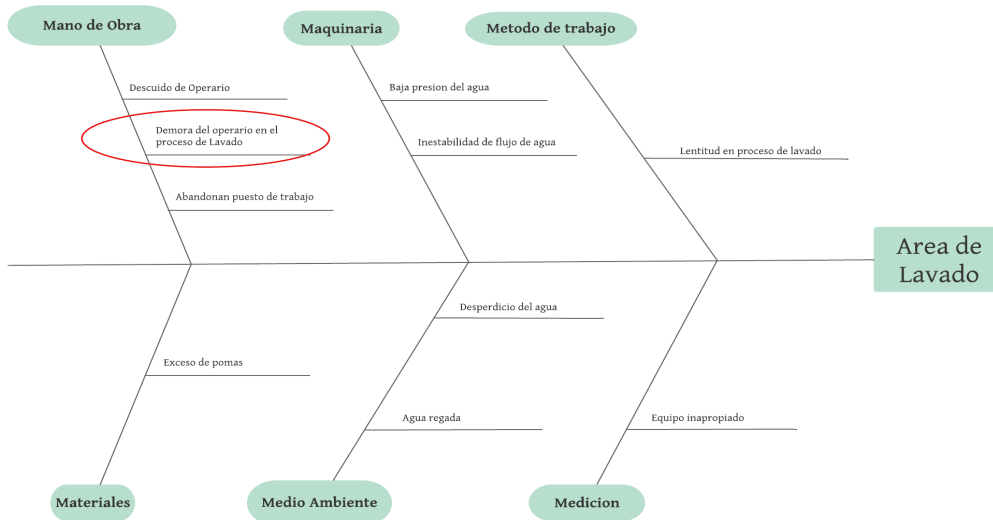 Mano de Obra
Maquinaria
Metodo de trabajo
Descuido de Operario
Demora del operario en el
proceso de Lavado
Abandonan puesto de trabajo
Baja presion del agua
Inestabilidad de flujo de agua
Lentitud en proceso de lavado
Area de
Lavado
Exceso de pomas
Desperdicio del agua
Agua regada
Equipo inapropiado
Materiales
Medio Ambiente
Medicion